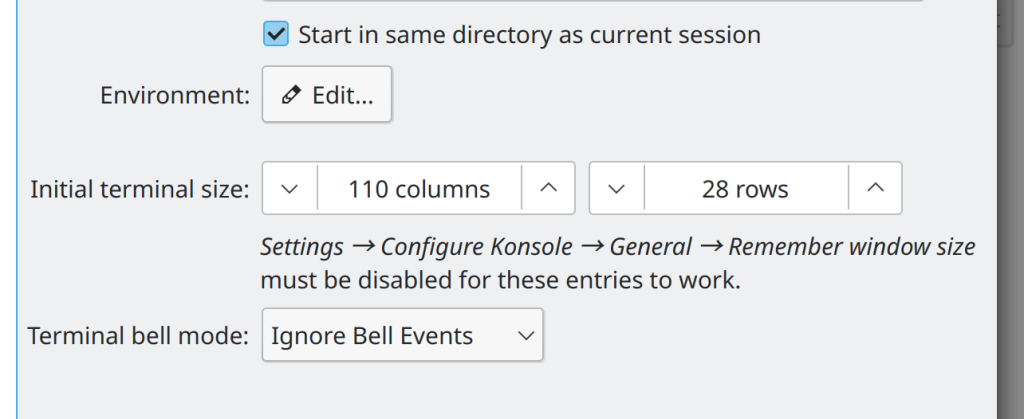 Start in same directory as current session
Environment: Edit...
Initial terminal size: 110 columns 28 rows
Settings → Configure Konsole → General → Remember window size
must be disabled for these entries to work.
Terminal bell mode: Ignore Bell Events